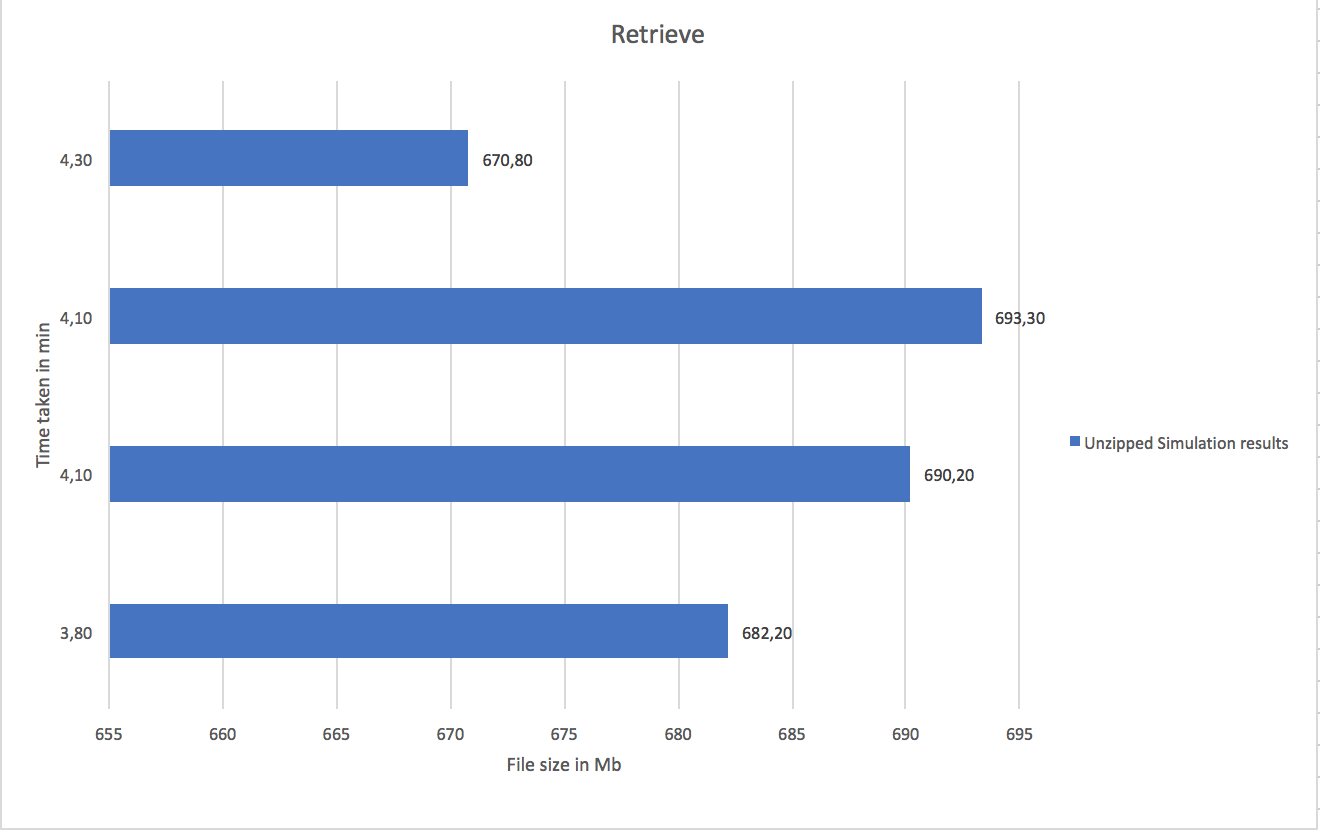 Retrieve
4,30
670,80
4,10
693,30
4,10
690,20
3,80
682,20
Time taken in min
Unzipped Simulation results
655 660 665 670 675 680 685 690 695
File size in Mb